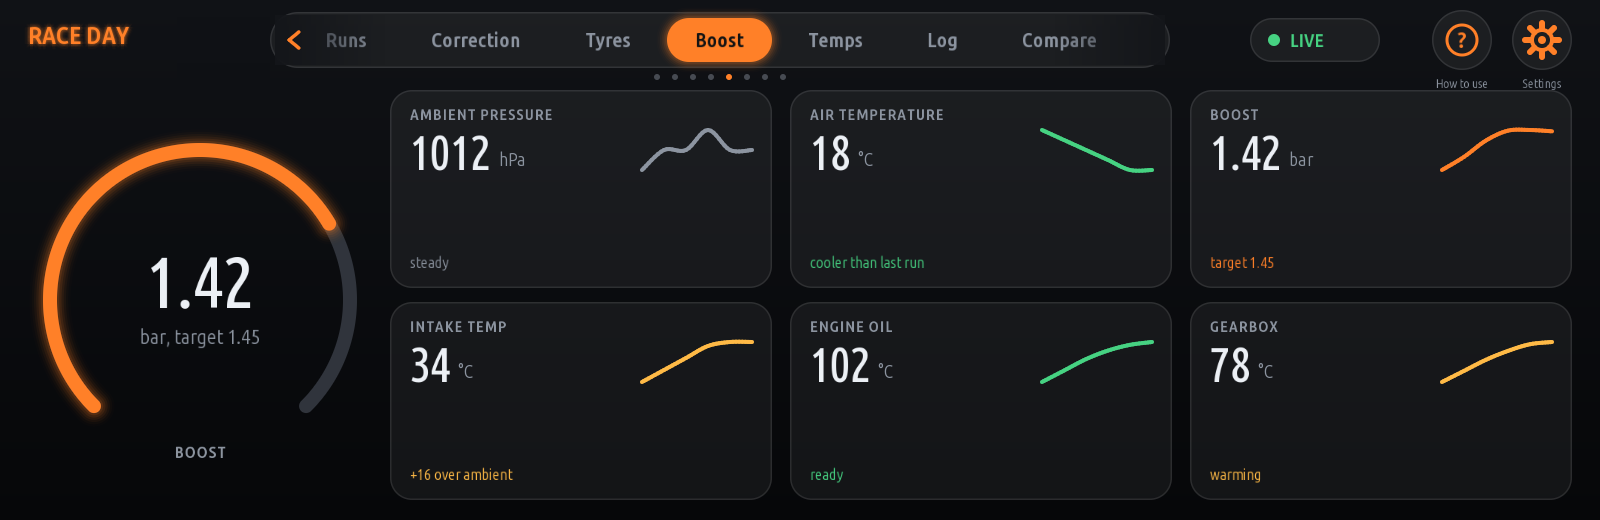 RACE DAY
Runs Correction Tyres Boost Temps Log Compare
LIVE
?
How to use
Settings
1.42
bar, target 1.45
BOOST
AMBIENT PRESSURE
1012 hPa
steady
AIR TEMPERATURE
18 °C
cooler than last run
BOOST
1.42 bar
target 1.45
INTAKE TEMP
34 °C
+16 over ambient
ENGINE OIL
102 °C
ready
GEARBOX
78 °C
warming